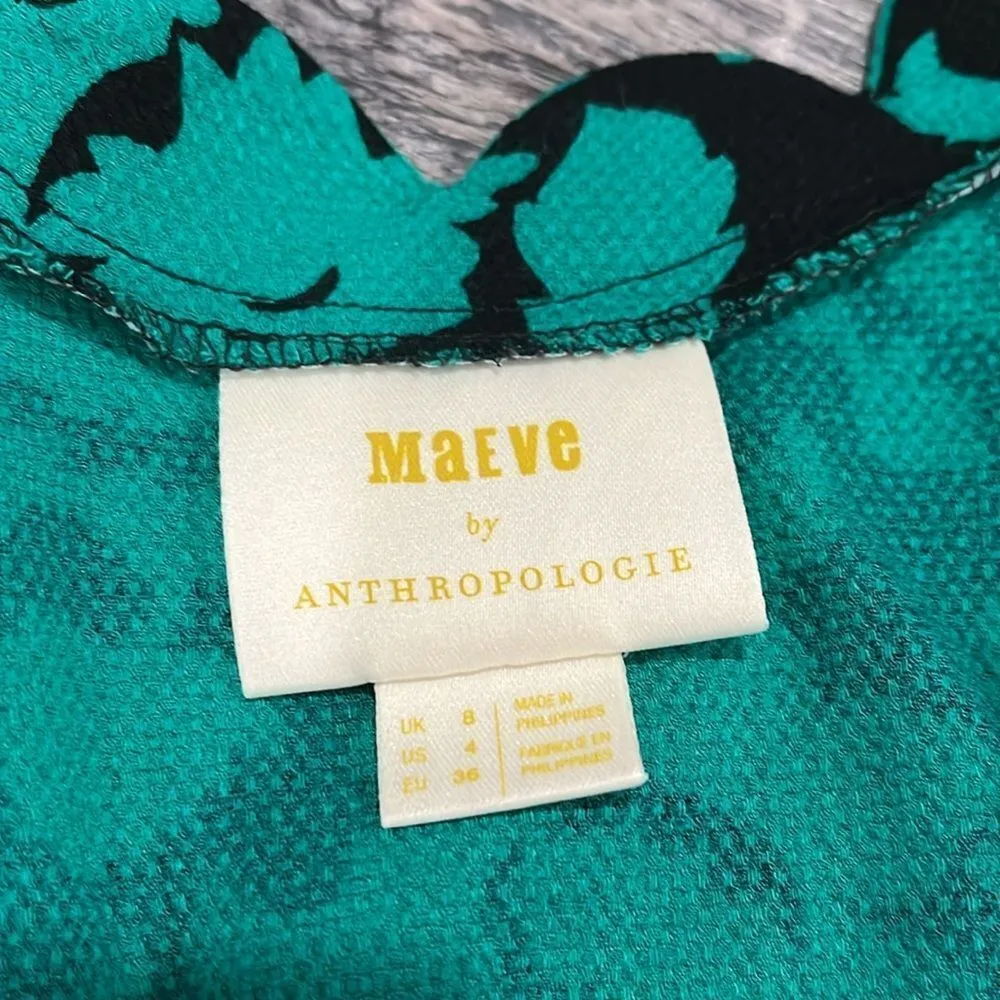 MaEVe
by
ANTHROPOLOGIE
UK 8
US 4
EU 36
MADE IN
PHILIPPINES
FABRIQUÉ EN
PHILIPPINES